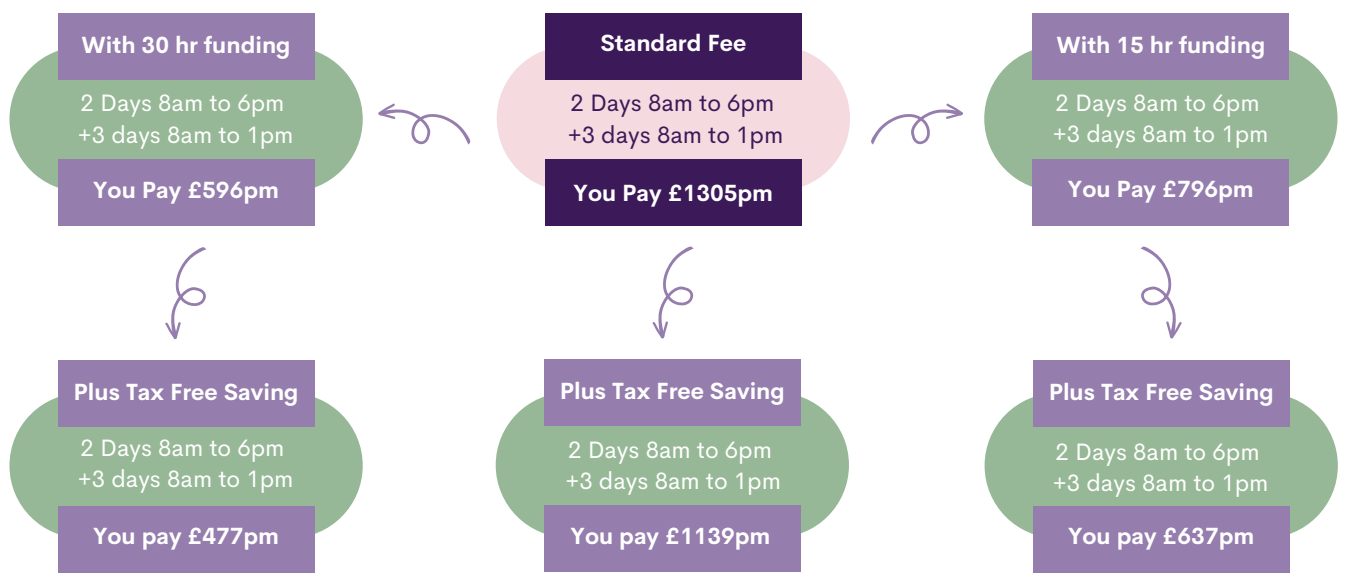 With 30 hr funding
2 Days 8am to 6pm
+3 days 8am to 1pm
You Pay £596pm
Standard Fee
2 Days 8am to 6pm
+3 days 8am to 1pm
You Pay £1305pm
With 15 hr funding
2 Days 8am to 6pm
+3 days 8am to 1pm
You Pay £796pm
Plus Tax Free Saving
2 Days 8am to 6pm
+3 days 8am to 1pm
You pay £477pm
Plus Tax Free Saving
2 Days 8am to 6pm
+3 days 8am to 1pm
You pay £1139pm
Plus Tax Free Saving
2 Days 8am to 6pm
+3 days 8am to 1pm
You pay £637pm